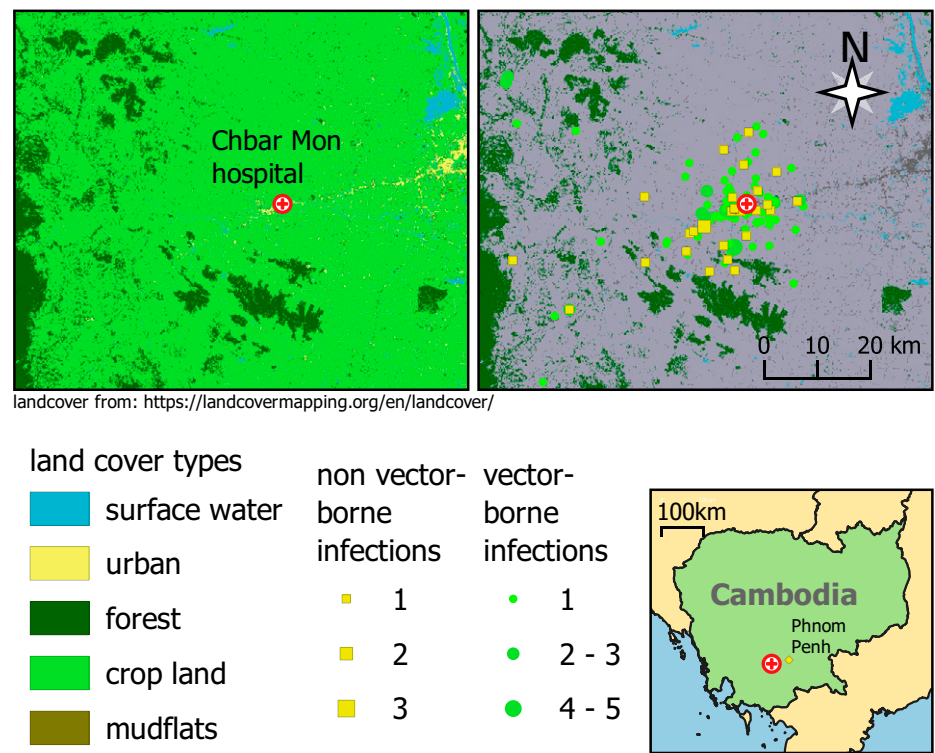 Chbar Mon
hospital
N
0 10 20 km
landcover from: https://landcovermapping.org/en/landcover/
land cover types
surface water
urban
forest
crop land
mudflats
non vector-
borne
infections
1
2
3
vector-
borne
infections
1
2 - 3
4 - 5
100km
Cambodia
Phnom
Penh